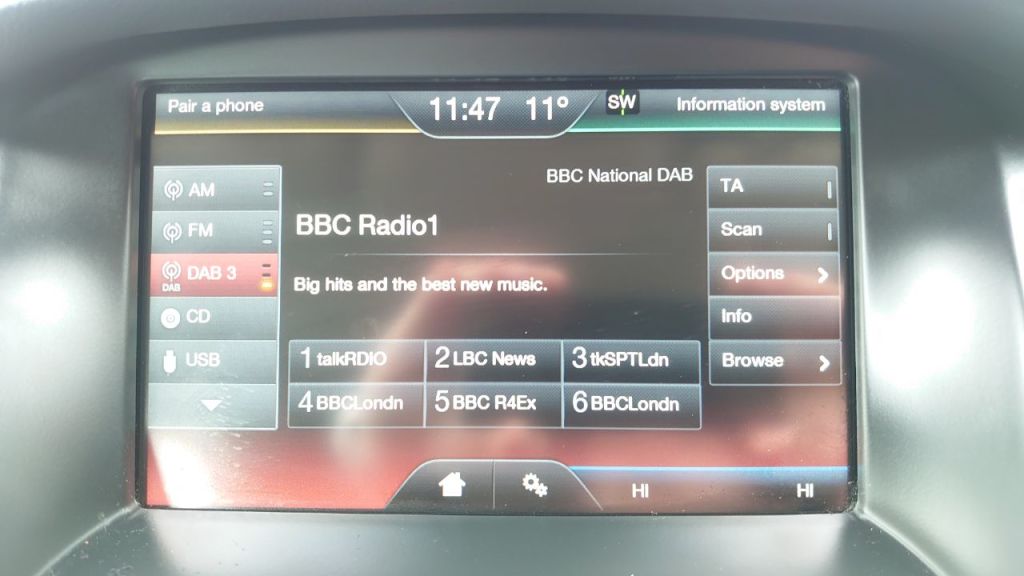 Pair a phone
11:47 11°
SW
Information system
AM
FM
DAB 3
DAB
CD
USB
BBC National DAB
BBC Radio1
Big hits and the best new music.
1 talkRDIO
2 LBC News
3 tkSPTLdn
4 BBCLondn
5 BBC R4Ex
6 BBCLondn
TA
Scan
Options
Info
Browse
HI
HI